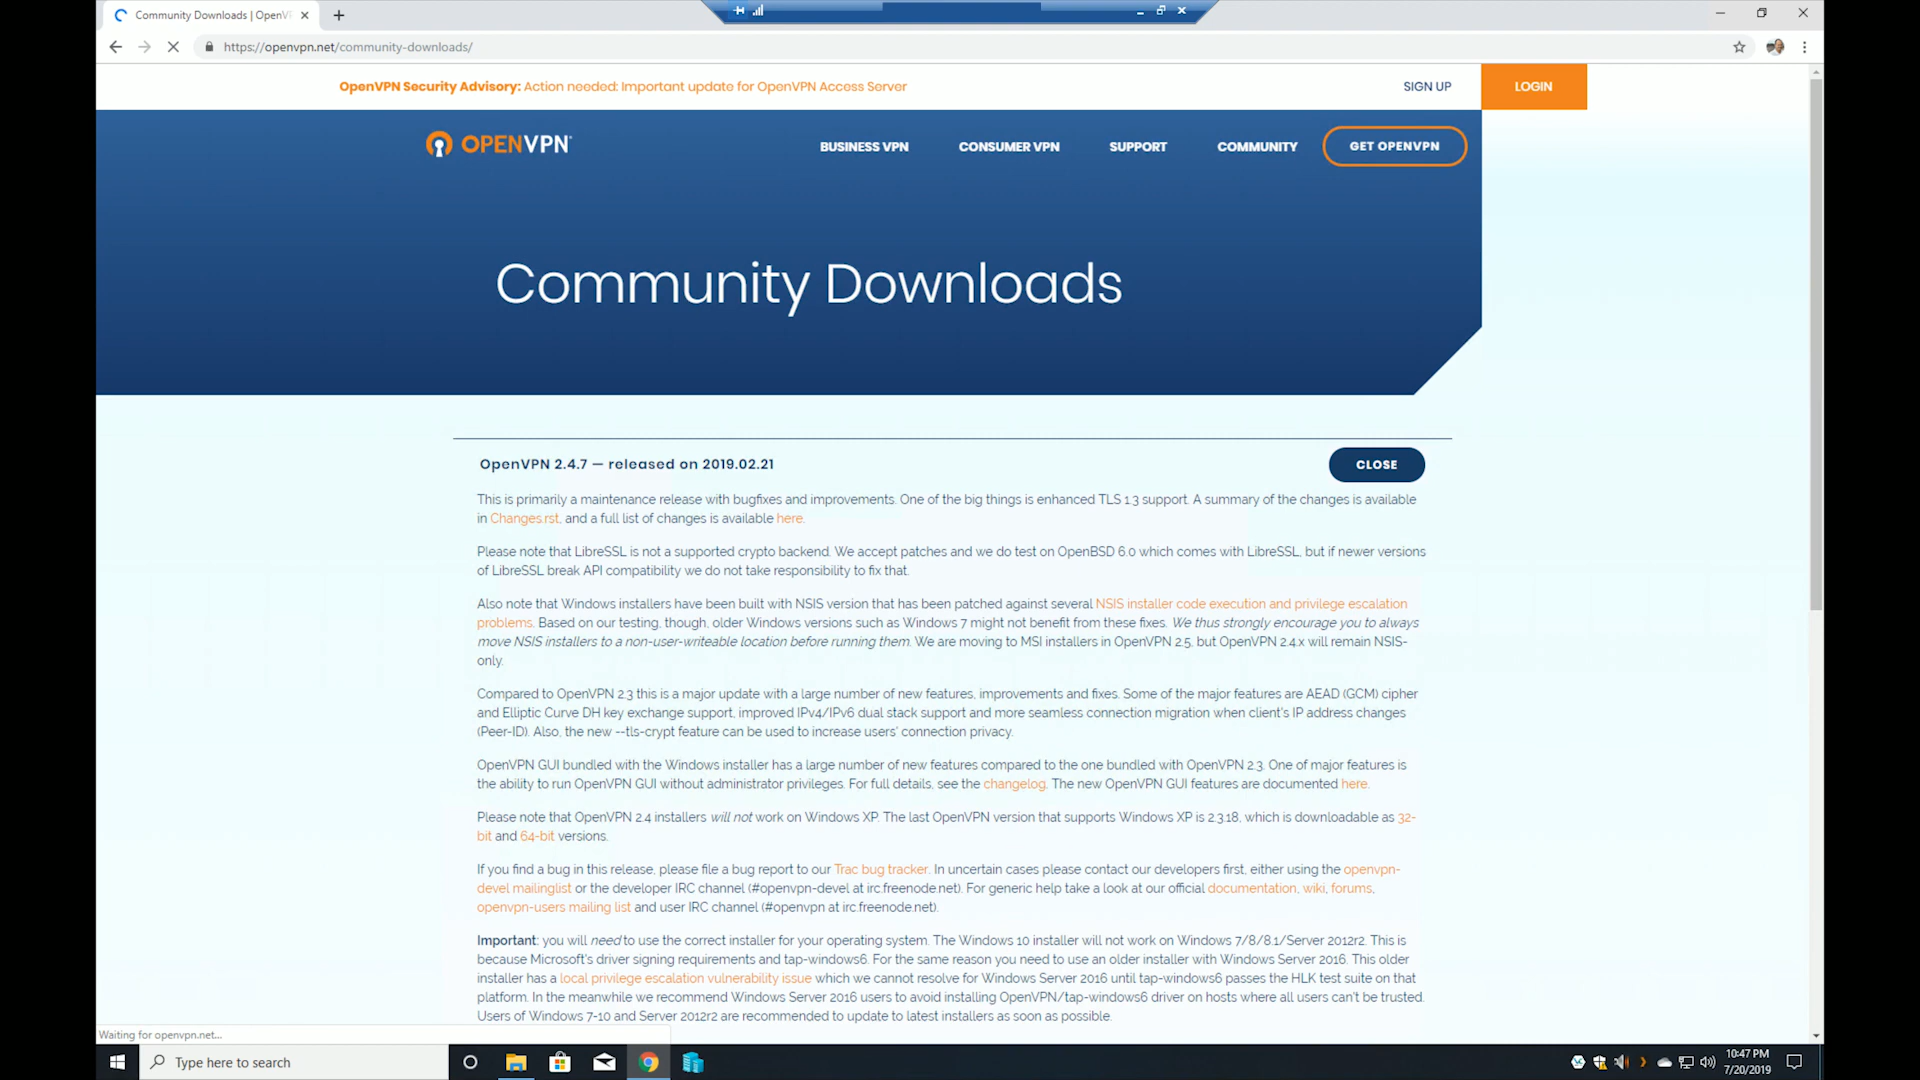 Community Downloads | OpenV
https://openvpn.net/community-downloads/
OpenVPN Security Advisory: Action needed: Important update for OpenVPN Access Server
SIGN UP
LOGIN
OPENVPN
BUSINESS VPN
CONSUMER VPN
SUPPORT
COMMUNITY
GET OPENVPN
Community Downloads
OpenVPN 2.4.7 — released on 2019.02.21
CLOSE
This is primarily a maintenance release with bugfixes and improvements. One of the big things is enhanced TLS 1.3 support. A summary of the changes is available
in Changes.rst, and a full list of changes is available here.
Please note that LibreSSL is not a supported crypto backend. We accept patches and we do test on OpenBSD 6.0 which comes with LibreSSL, but if newer versions
of LibreSSL break API compatibility we do not take responsibility to fix that.
Also note that Windows installers have been built with NSIS version that has been patched against several NSIS installer code execution and privilege escalation
problems. Based on our testing, though, older Windows versions such as Windows 7 might not benefit from these fixes. We thus strongly encourage you to always
move NSIS installers to a non-user-writeable location before running them. We are moving to MSI installers in OpenVPN 2.5, but OpenVPN 2.4.x will remain NSIS-
only.
Compared to OpenVPN 2.3 this is a major update with a large number of new features, improvements and fixes. Some of the major features are AEAD (GCM) cipher
and Elliptic Curve DH key exchange support, improved IPv4/IPv6 dual stack support and more seamless connection migration when client's IP address changes
(Peer-ID). Also, the new --tls-crypt feature can be used to increase users' connection privacy.
OpenVPN GUI bundled with the Windows installer has a large number of new features compared to the one bundled with OpenVPN 2.3. One of major features is
the ability to run OpenVPN GUI without administrator privileges. For full details, see the changelog. The new OpenVPN GUI features are documented here.
Please note that OpenVPN 2.4 installers will not work on Windows XP. The last OpenVPN version that supports Windows XP is 2.3.18, which is downloadable as 32-
bit and 64-bit versions.
If you find a bug in this release, please file a bug report to our Trac bug tracker. In uncertain cases please contact our developers first, either using the openvpn-
devel mailinglist or the developer IRC channel (#openvpn-devel at irc.freenode.net). For generic help take a look at our official documentation, wiki, forums,
openvpn-users mailing list and user IRC channel (#openvpn at irc.freenode.net).
Important: you will need to use the correct installer for your operating system. The Windows 10 installer will not work on Windows 7/8/8.1/Server 2012r2. This is
because Microsoft's driver signing requirements and tap-windows6. For the same reason you need to use an older installer with Windows Server 2016. This older
installer has a local privilege escalation vulnerability issue which we cannot resolve for Windows Server 2016 until tap-windows6 passes the HLK test suite on that
platform. In the meanwhile we recommend Windows Server 2016 users to avoid installing OpenVPN/tap-windows6 driver on hosts where all users can't be trusted.
Users of Windows 7-10 and Server 2012r2 are recommended to update to latest installers as soon as possible.
Waiting for openvpn.net...
Type here to search
10:47 PM
7/20/2019